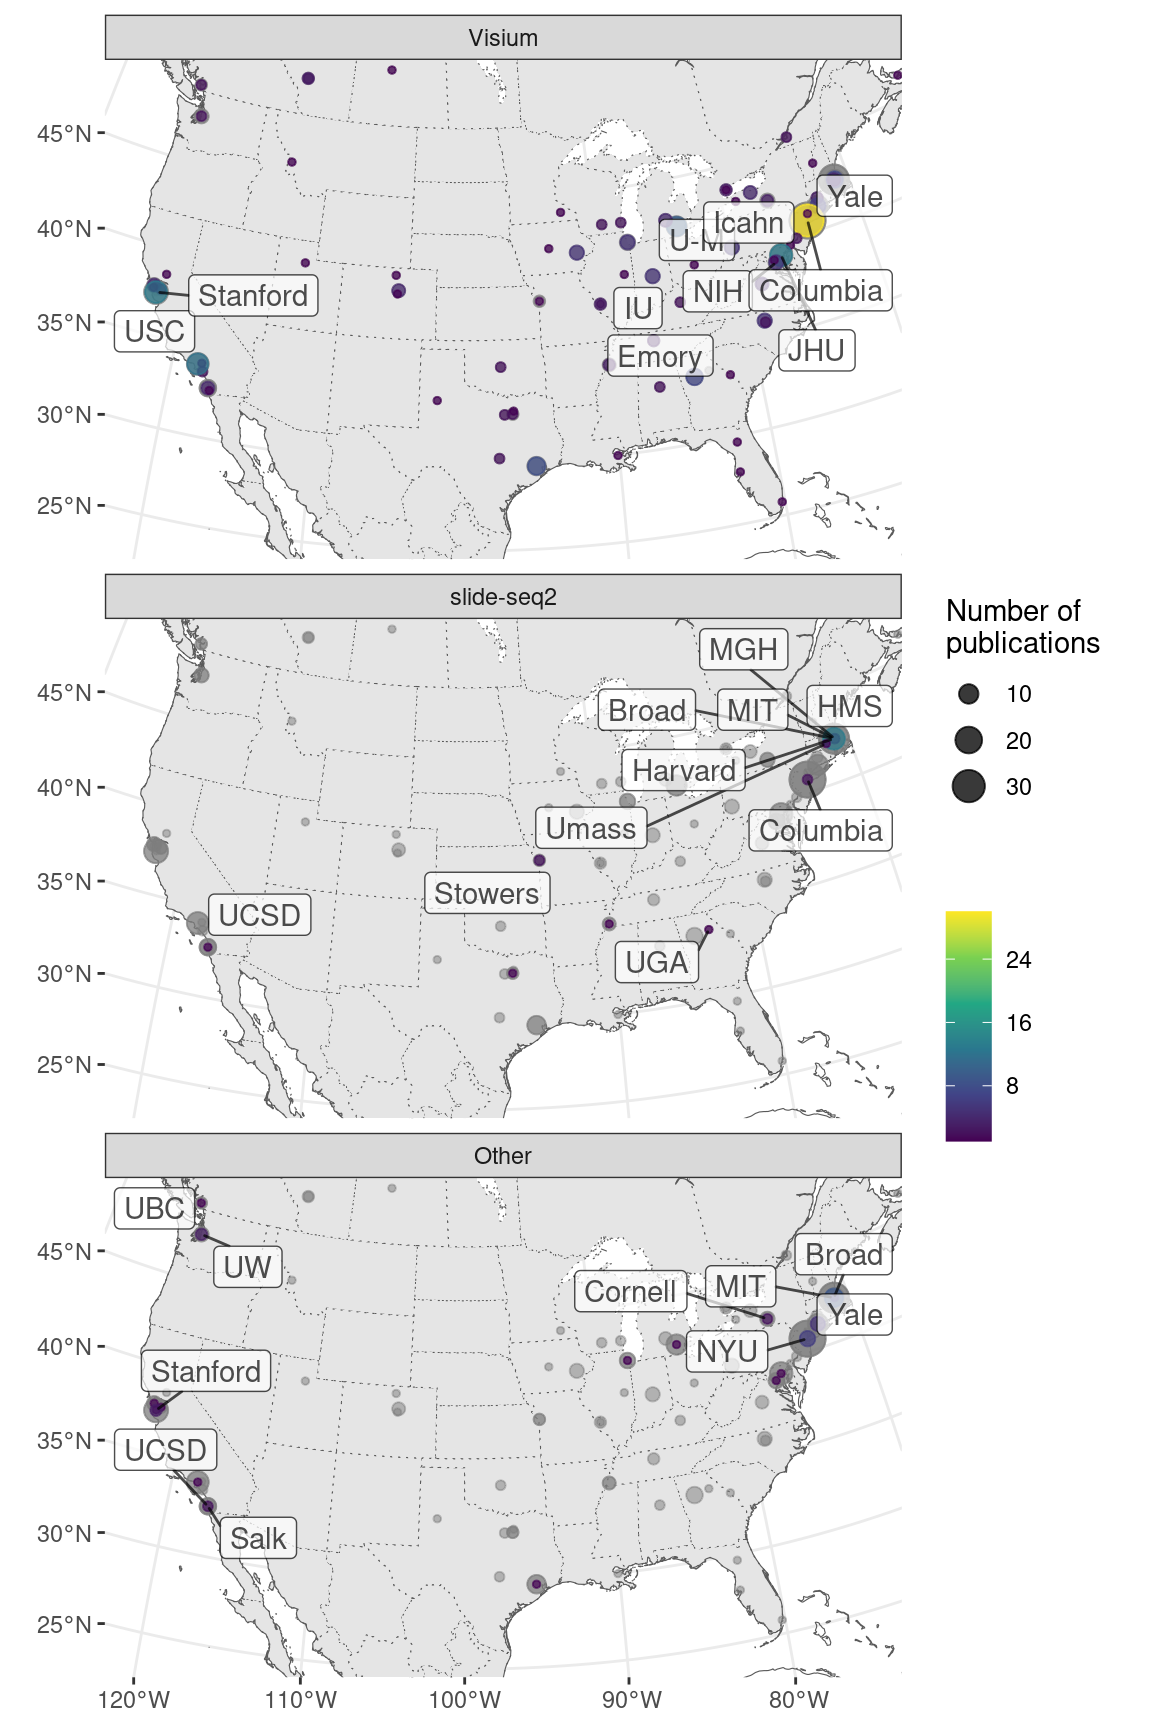 Visium
45°N
40°N
35°N
30°N
25°N
Yale
Icahn
U-M
Stanford
NIH
Columbia
IU
USC
JHU
Emory
slide-seq2
45°N
40°N
35°N
30°N
25°N
MGH
Broad
MIT
HMS
Harvard
Umass
Columbia
Stowers
UCSD
UGA
Number of
publications
10
20
30
24
16
8
Other
45°N
40°N
35°N
30°N
25°N
UBC
UW
Broad
Cornell
MIT
Yale
NYU
Stanford
UCSD
Salk
120°W
110°W
100°W
90°W
80°W